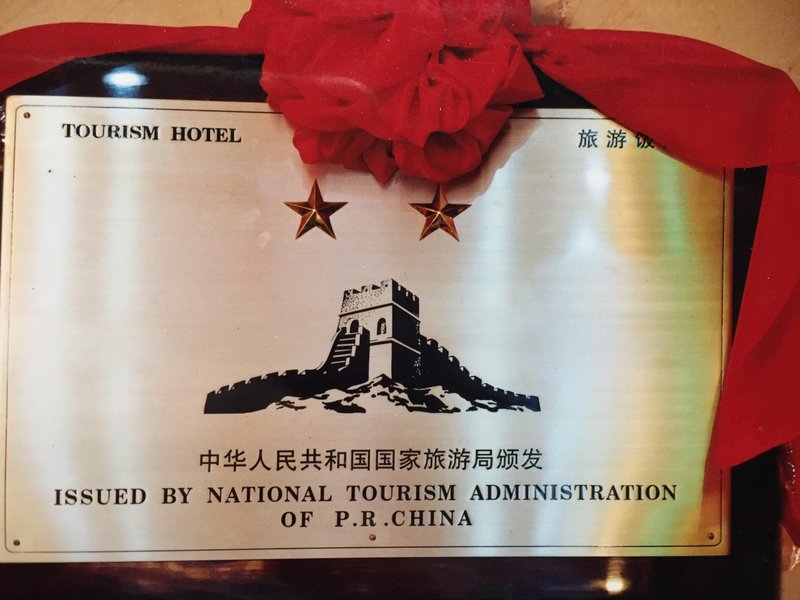 TOURISM HOTEL
旅游饭
中华人民共和国国家旅游局颁发
ISSUED BY NATIONAL TOURISM ADMINISTRATION
OF P.R.CHINA